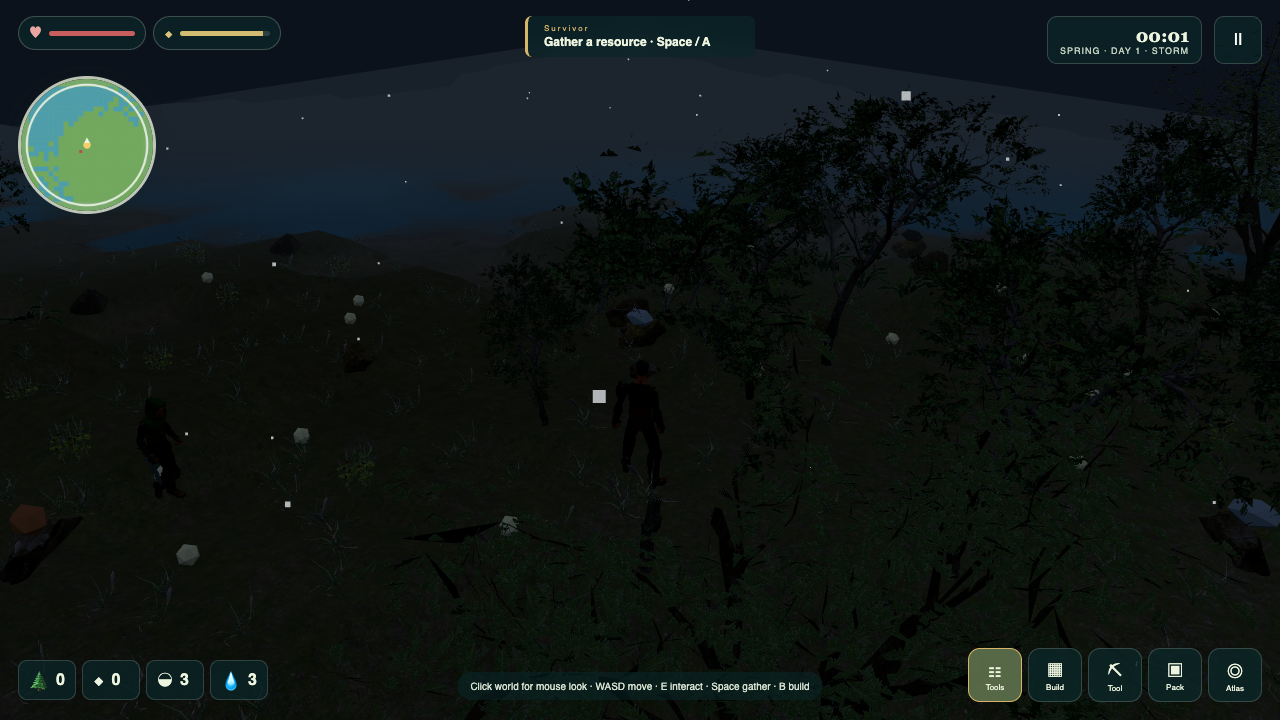 Survivor
Gather a resource · Space / A
00:01
SPRING · DAY 1 · STORM
0
0
3
3
Click world for mouse look · WASD move · E interact · Space gather · B build
Tools
Build
Tool
Pack
Atlas